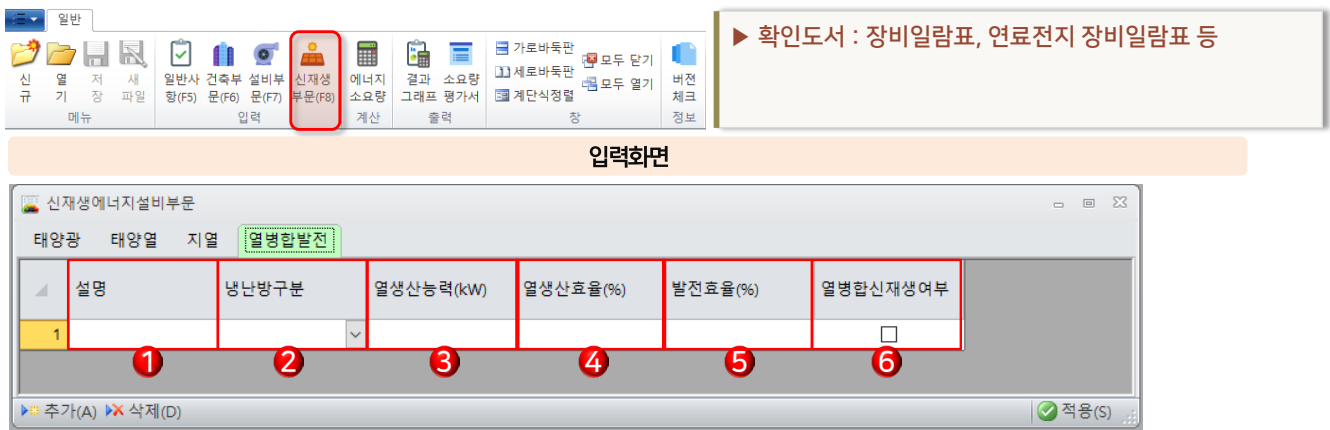 일반
신규
열기
저장
새파일
일반사항(F5)
건축부문(F6)
설비부문(F7)
신재생부문(F8)
에너지소요량
결과그래프
소요량평가서
가로바둑판
세로바둑판
계단식정렬
모두 닫기
모두 열기
버전체크
메뉴
입력
계산
출력
창
정보
▶ 확인도서 : 장비일람표, 연료전지 장비일람표 등
입력화면
신재생에너지설비부문
태양광 태양열 지열 열병합발전
설명 냉난방구분 열생산능력(kW) 열생산효율(%) 발전효율(%) 열병합신재생여부
1
1 2 3 4 5 6
추가(A) 삭제(D) 적용(S)